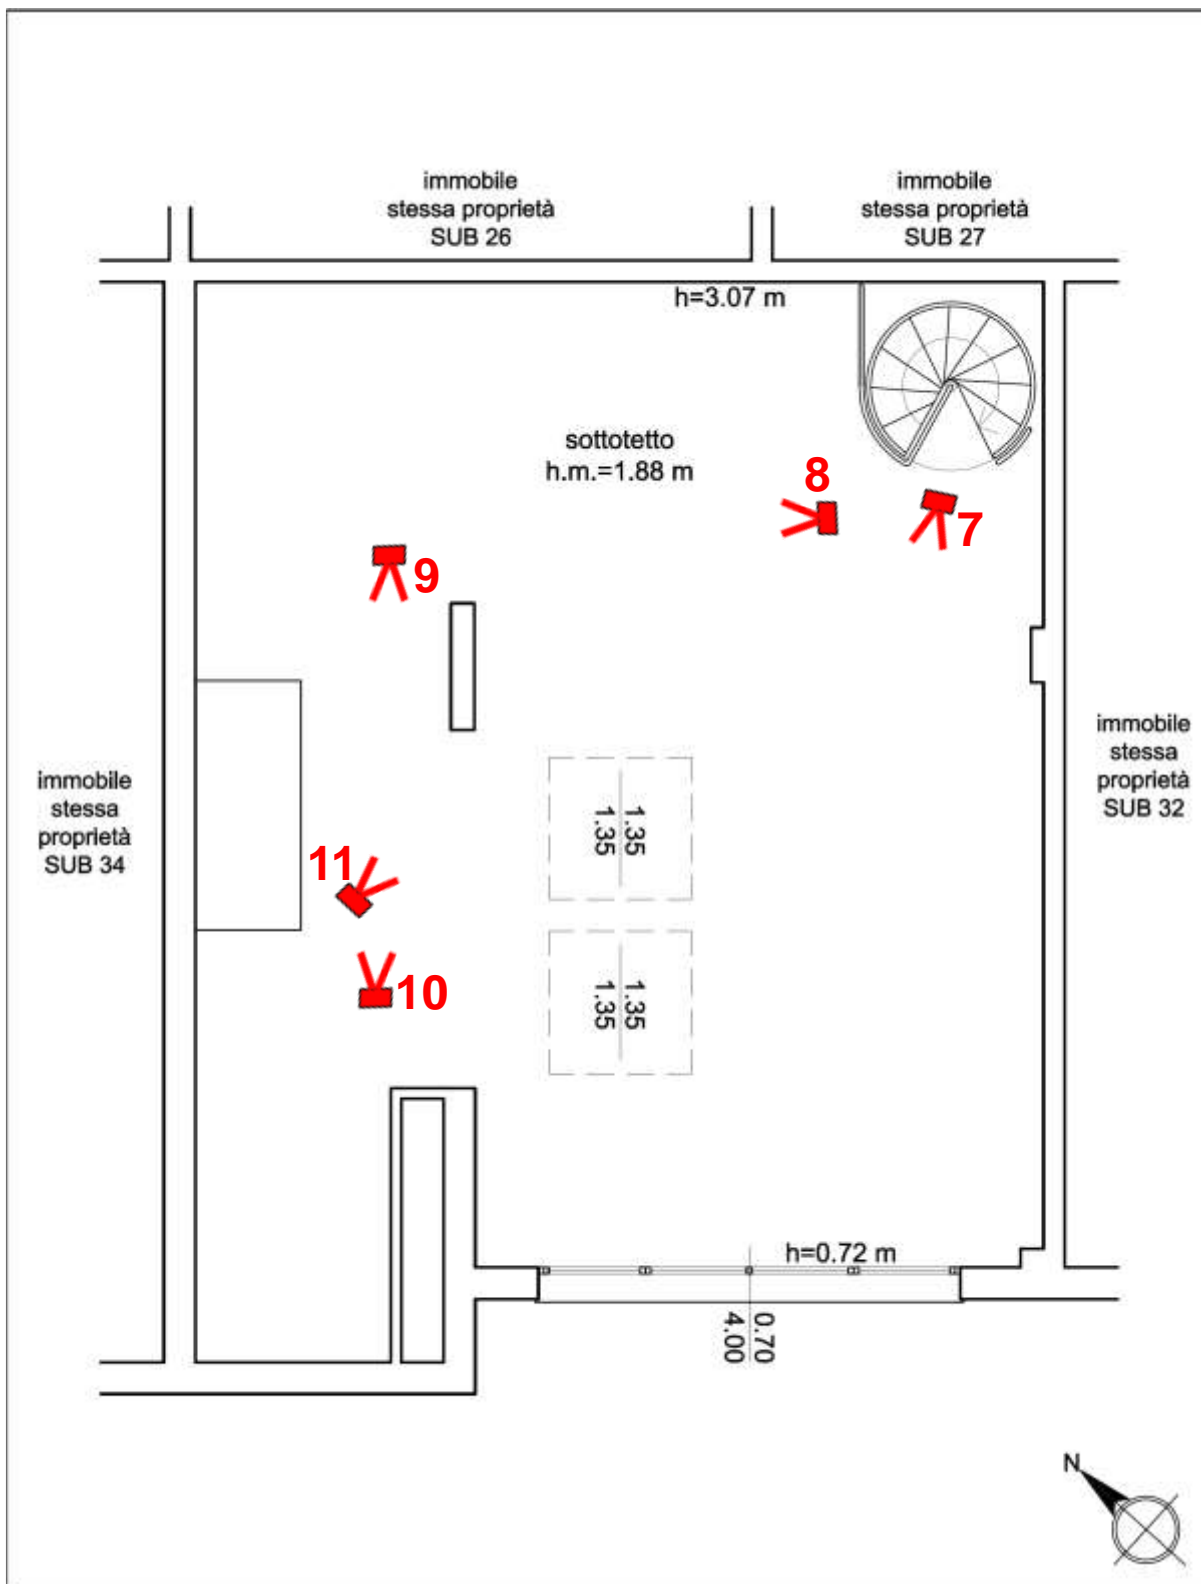 immobile
stessa proprietà
SUB 26
immobile
stessa proprietà
SUB 27
h=3.07 m
sottotetto
h.m.=1.88 m
8
7
9
immobile
stessa
proprietà
SUB 32
immobile
stessa
proprietà
SUB 34
1.35
1.35
11
10
1.35
1.35
h=0.72 m
0.70
4.00
N